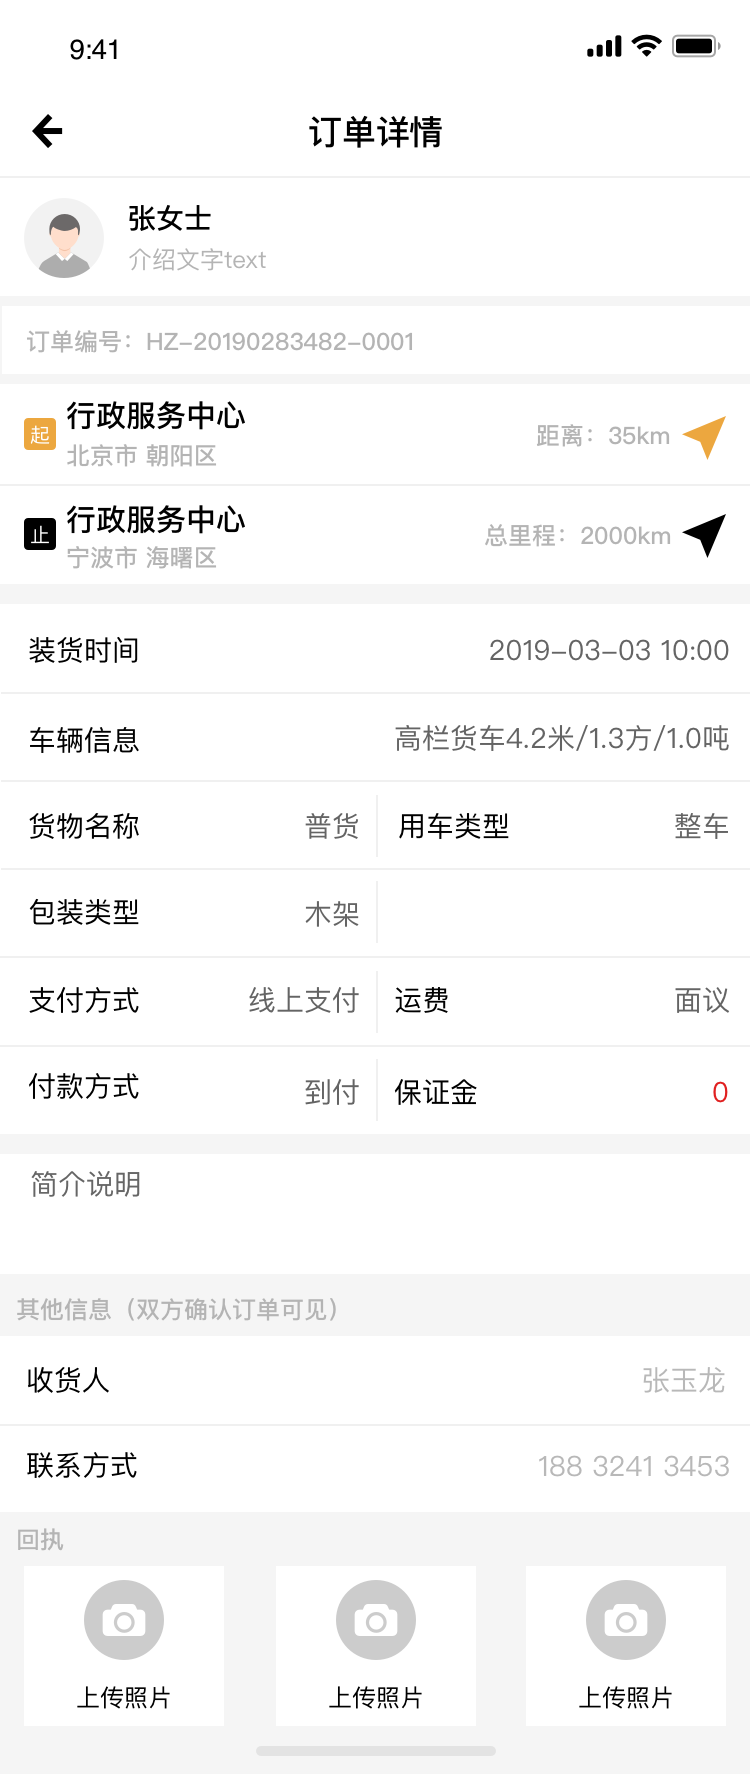 9:41
订单详情
张女士
介绍文字text
订单编号：HZ-20190283482-0001
起
行政服务中心
北京市 朝阳区
距离：35km
止
行政服务中心
宁波市 海曙区
总里程：2000km
装货时间 2019-03-03 10:00
车辆信息 高栏货车4.2米/1.3方/1.0吨
货物名称 普货 用车类型 整车
包装类型 木架
支付方式 线上支付 运费 面议
付款方式 到付 保证金 0
简介说明
其他信息（双方确认订单可见）
收货人 张玉龙
联系方式 188 3241 3453
回执
上传照片 上传照片 上传照片